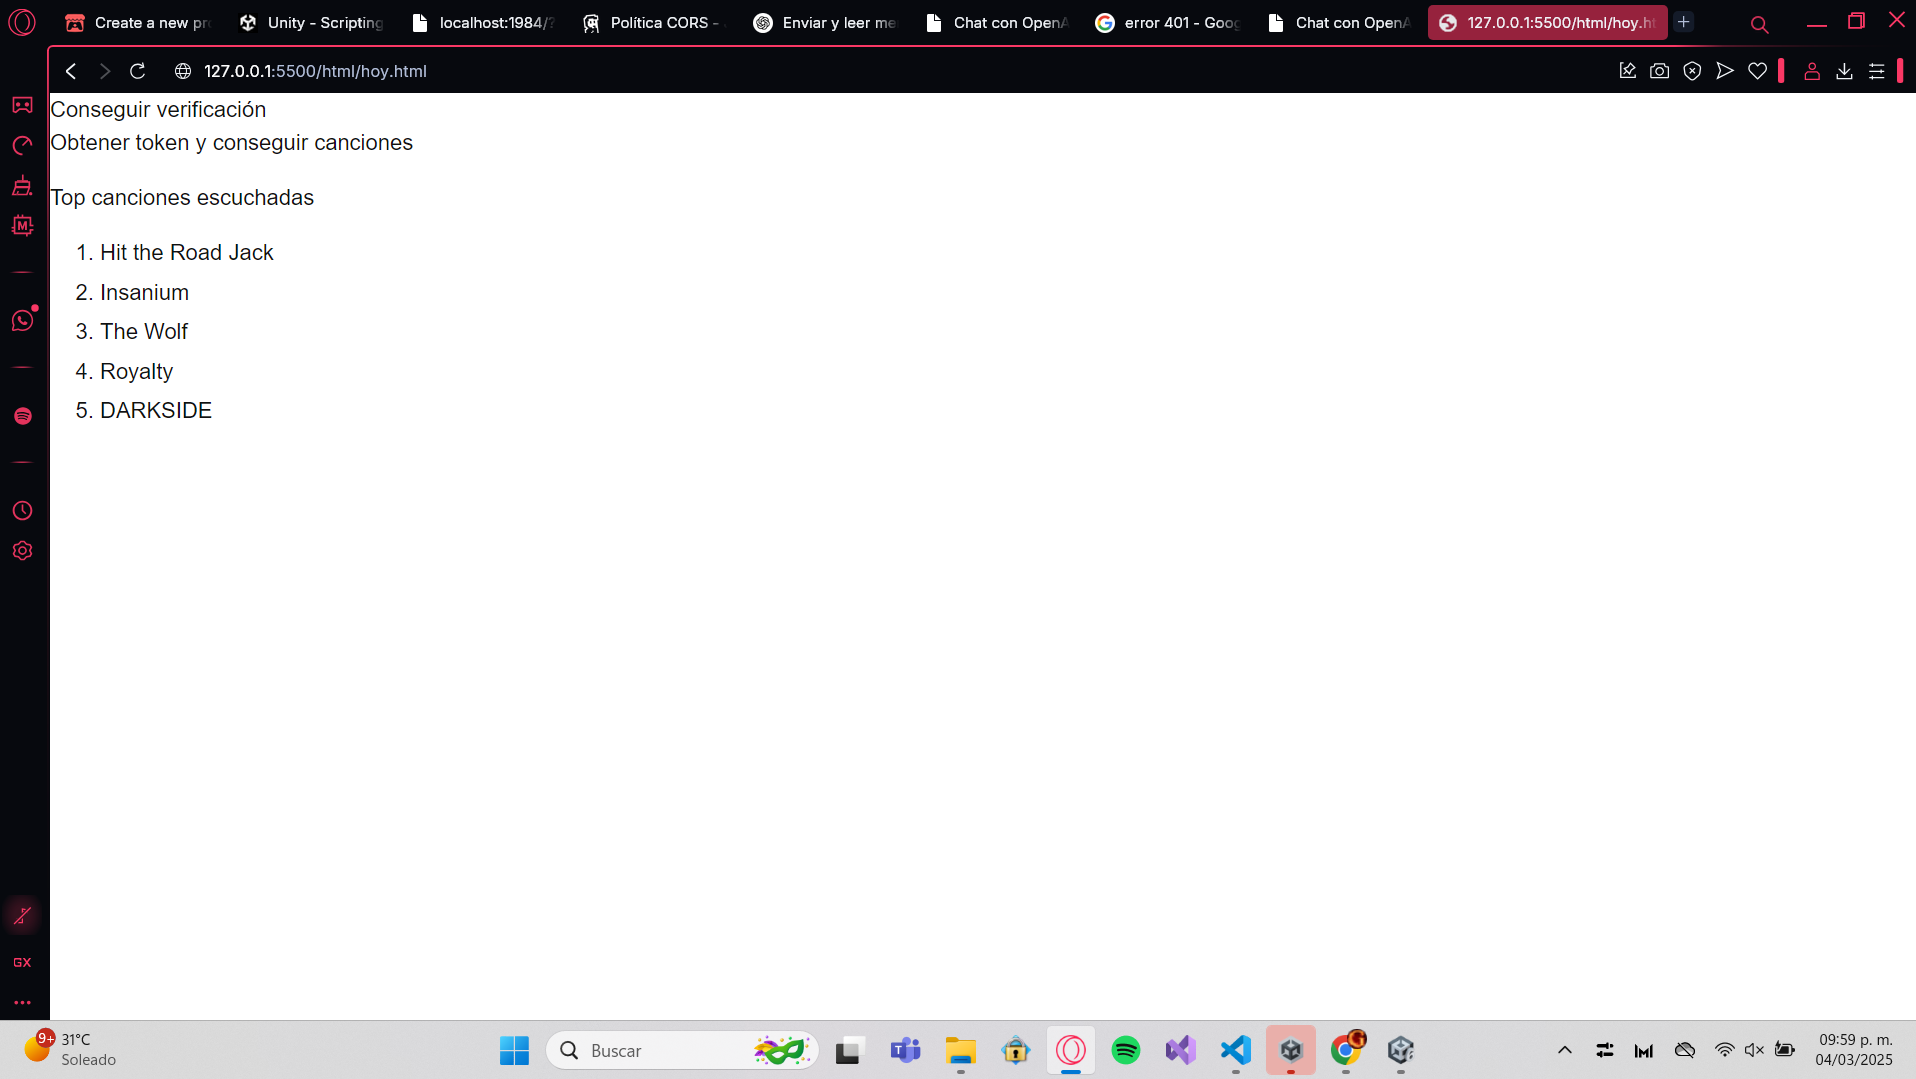 Create a new pro
Unity - Scripting
localhost:1984/?
Política CORS -
Enviar y leer me
Chat con OpenA
error 401 - Goog
Chat con OpenA
127.0.0.1:5500/html/hoy.ht
127.0.0.1:5500/html/hoy.html
Conseguir verificación
Obtener token y conseguir canciones
Top canciones escuchadas
1. Hit the Road Jack
2. Insanium
3. The Wolf
4. Royalty
5. DARKSIDE
M
GX
9+
31°C
Soleado
Buscar
09:59 p. m.
04/03/2025